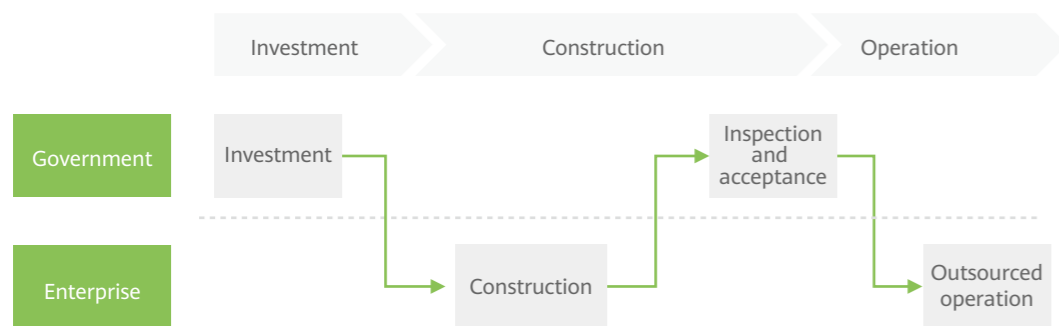 Investment
Construction
Operation
Government
Investment
Inspection
and
acceptance
Enterprise
Construction
Outsourced
operation